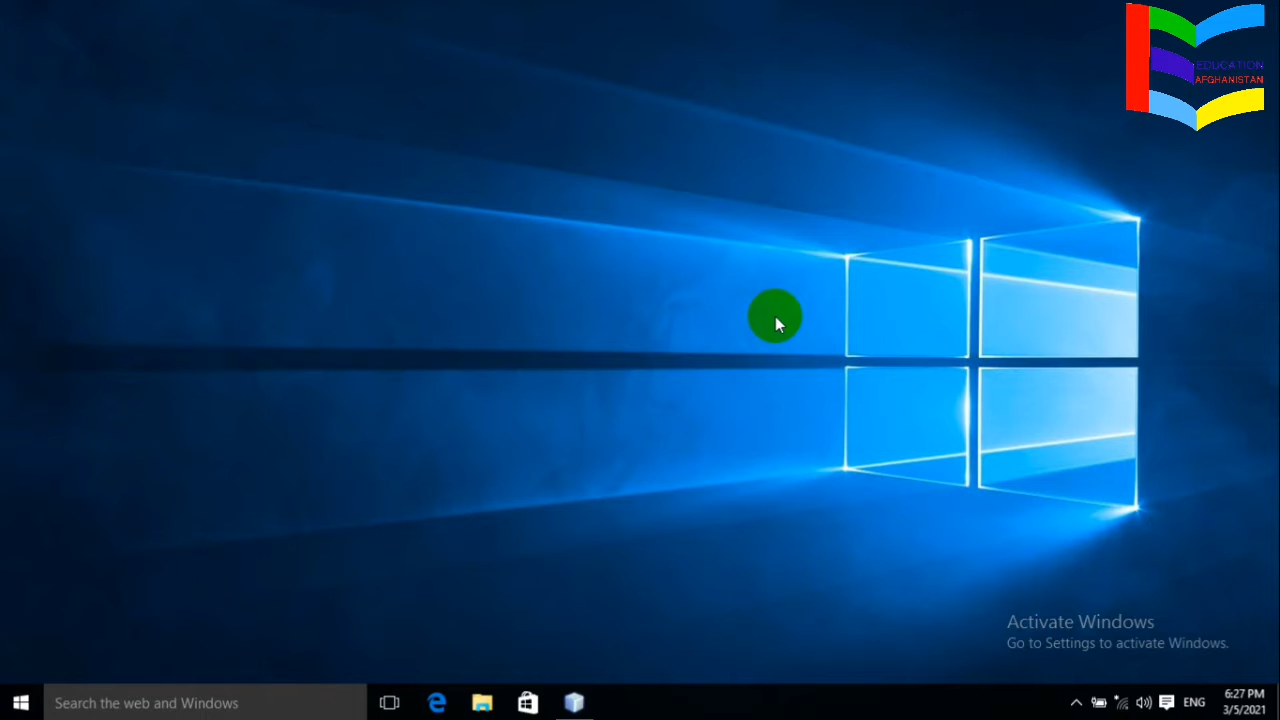 EDUCATION
AFGHANISTAN
Activate Windows
Go to Settings to activate Windows.
Search the web and Windows
ENG
6:27 PM
3/5/2021